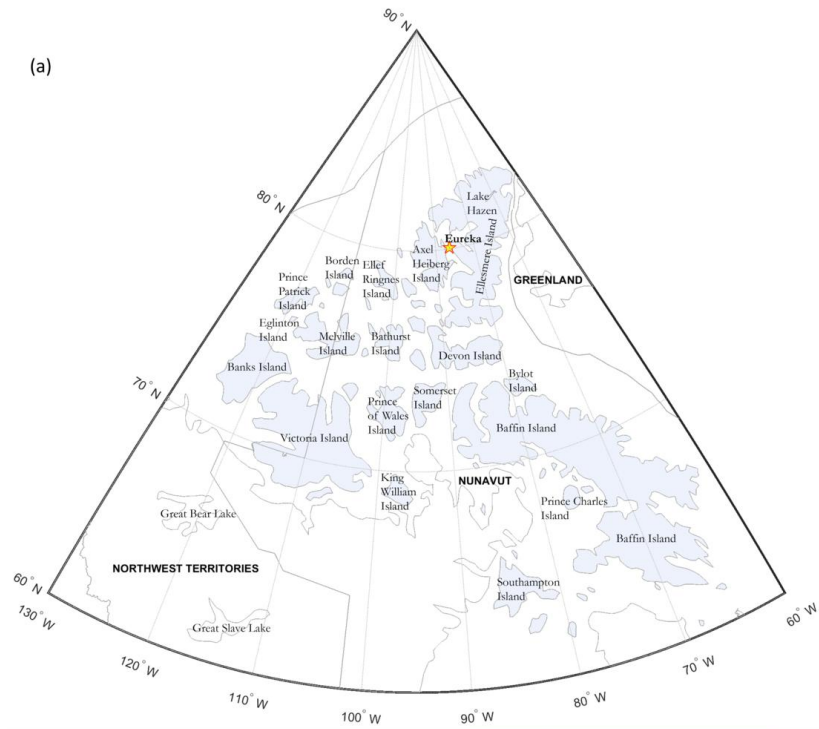 90° N
(a)
80° N
Lake
Hazen
Eureka
Axel
Heiberg
Island
Ellesmere Island
GREENLAND
Borden
Island
Ellef
Ringnes
Island
Prince
Patrick
Island
Eglinton
Island
Melville
Island
Bathurst
Island
Devon Island
Banks Island
Bylot
Island
70° N
Prince
of Wales
Island
Somerset
Island
Victoria Island
Baffin Island
King
William
Island
NUNAVUT
Prince Charles
Island
Great Bear Lake
Baffin Island
NORTHWEST TERRITORIES
Southampton
Island
60° N
130° W
Great Slave Lake
60° W
120° W
70° W
110° W
80° W
100° W
90° W